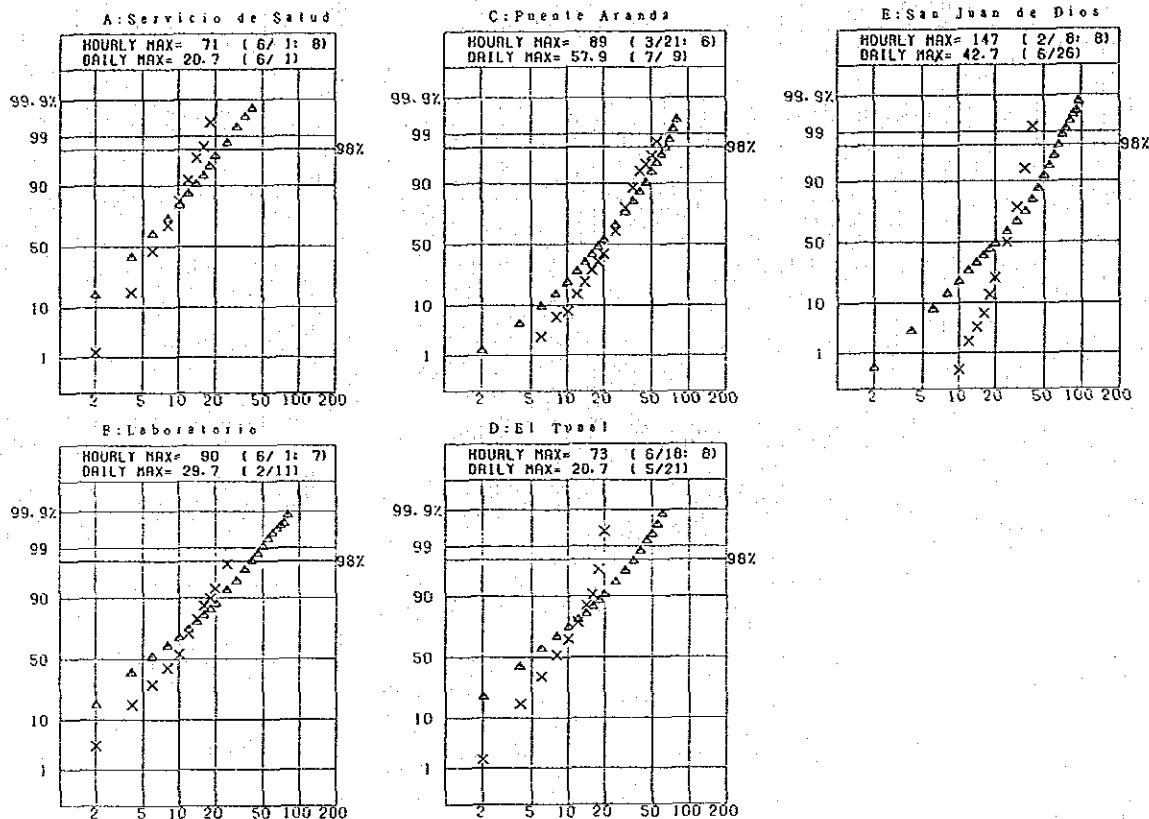 A:Servicio de Salud
HOURLY MAX= 71 ( 6/ 1: 8)
DAILY MAX= 20.7 ( 6/ 1)
99.9%
99
98%
90
50
10
1
2 5 10 20 50 100 200
C:Puente Aranda
HOURLY MAX= 89 ( 3/21: 6)
DAILY MAX= 57.9 ( 7/ 9)
99.9%
99
98%
90
50
10
1
2 5 10 20 50 100 200
E:San Juan de Dios
HOURLY MAX= 147 ( 2/ 8: 8)
DAILY MAX= 42.7 ( 6/26)
99.9%
99
98%
90
50
10
1
2 5 10 20 50 100 200
B:Laboratorio
HOURLY MAX= 90 ( 6/ 1: 7)
DAILY MAX= 29.7 ( 2/11)
99.9%
99
98%
90
50
10
1
2 5 10 20 50 100 200
D:El Tunal
HOURLY MAX= 73 ( 6/18: 8)
DAILY MAX= 20.7 ( 5/21)
99.9%
99
98%
90
50
10
1
2 5 10 20 50 100 200